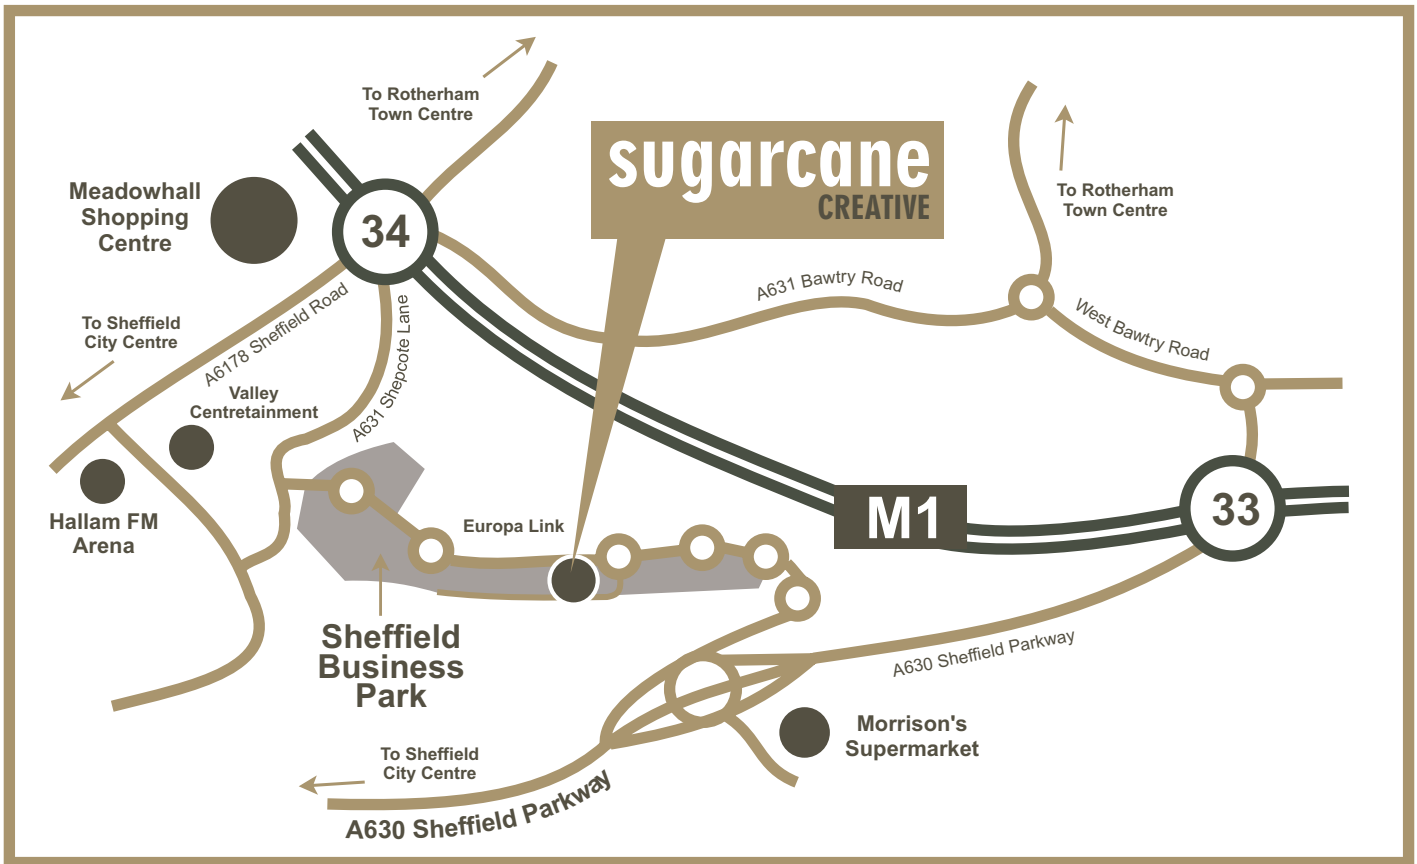 To Rotherham
Town Centre
sugarcane
CREATIVE
Meadowhall
Shopping
Centre
34
To Rotherham
Town Centre
A631 Bawtry Road
West Bawtry Road
To Sheffield
City Centre
A6178 Sheffield Road
A631 Shepcote Lane
Valley
Centretainment
Hallam FM
Arena
Europa Link
M1
33
Sheffield
Business
Park
A630 Sheffield Parkway
Morrison's
Supermarket
To Sheffield
City Centre
A630 Sheffield Parkway